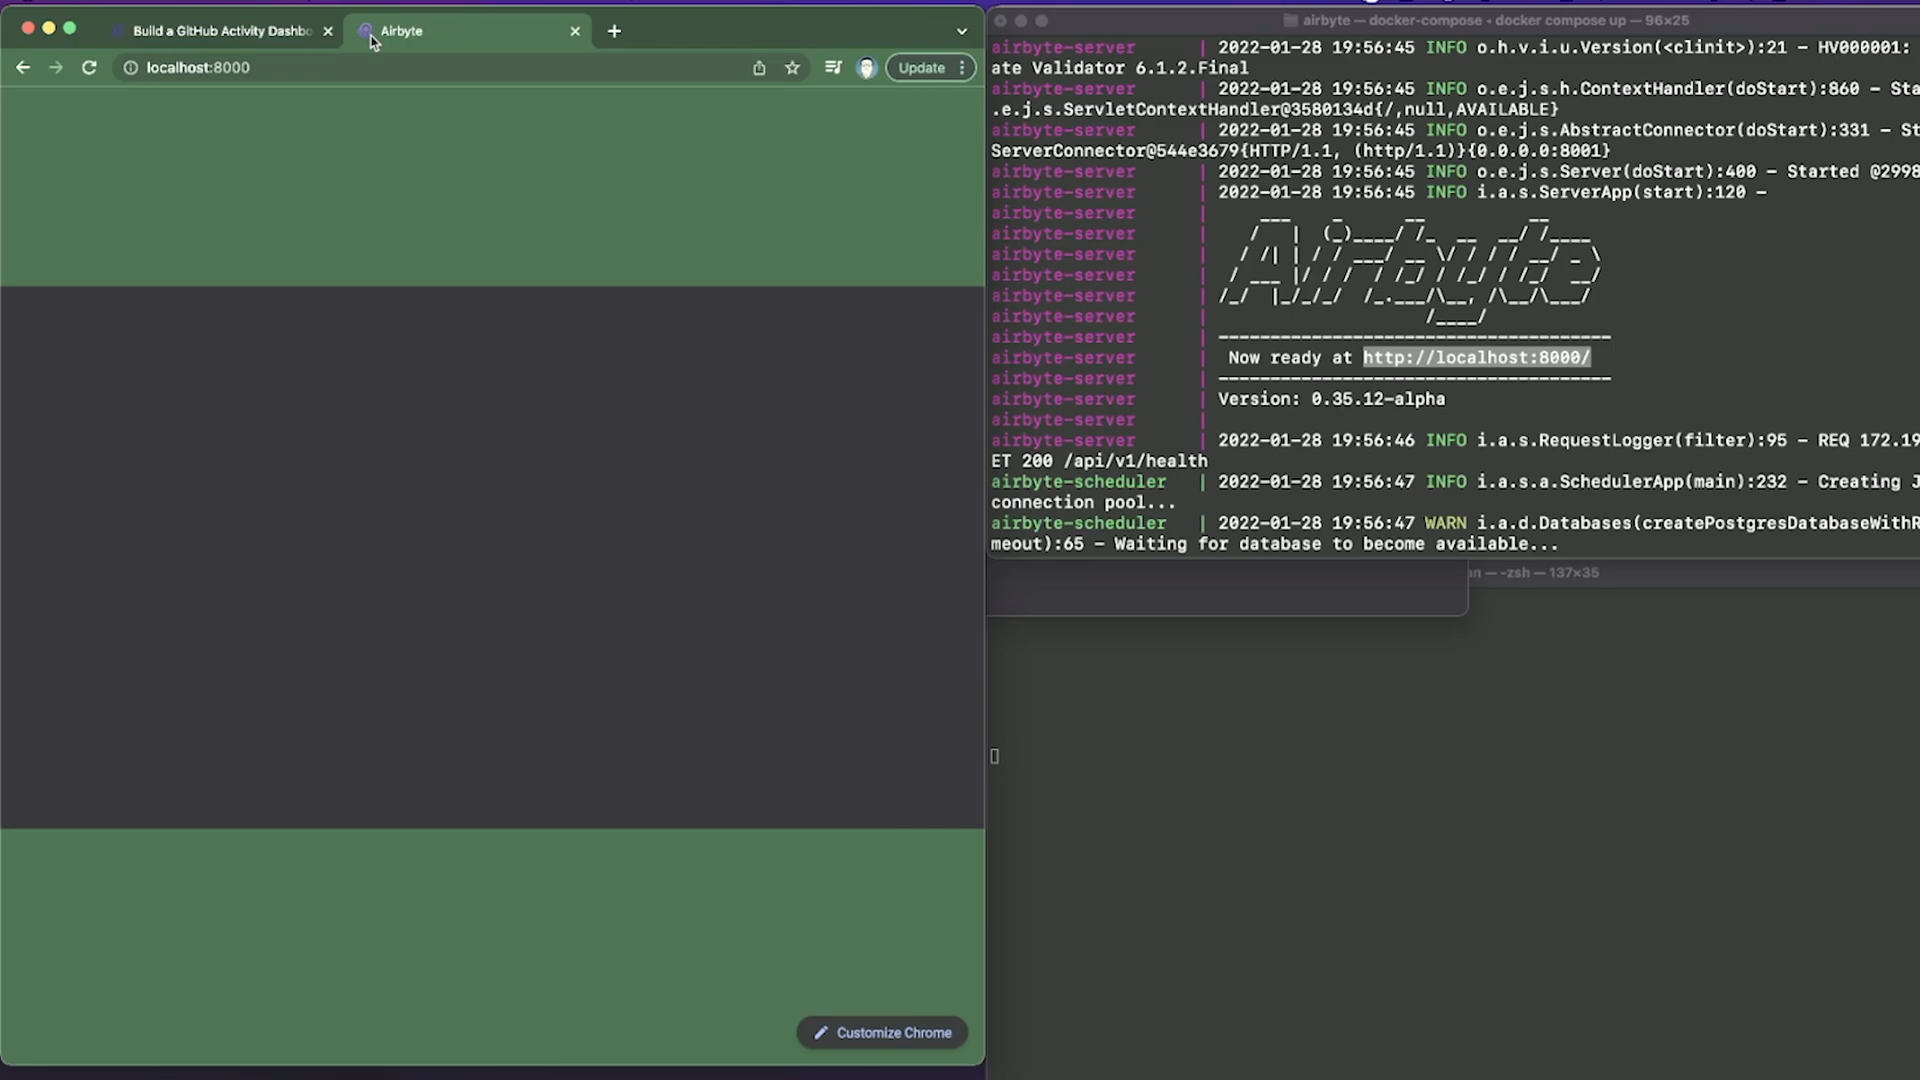 Build a GitHub Activity Dashbo
Airbyte
localhost:8000
Update
Customize Chrome
airbyte — docker-compose ◂ docker compose up — 96×25
airbyte-server | 2022-01-28 19:56:45 INFO o.h.v.i.u.Version(<clinit>):21 – HV000001:
ate Validator 6.1.2.Final
airbyte-server | 2022-01-28 19:56:45 INFO o.e.j.s.h.ContextHandler(doStart):860 – Sta
.e.j.s.ServletContextHandler@3580134d{/,null,AVAILABLE}
airbyte-server | 2022-01-28 19:56:45 INFO o.e.j.s.AbstractConnector(doStart):331 – St
ServerConnector@544e3679{HTTP/1.1, (http/1.1)}{0.0.0.0:8001}
airbyte-server | 2022-01-28 19:56:45 INFO o.e.j.s.Server(doStart):400 – Started @2998
airbyte-server | 2022-01-28 19:56:45 INFO i.a.s.ServerApp(start):120 –
airbyte-server |
airbyte-server |
airbyte-server | Airbyte
airbyte-server |
airbyte-server |
airbyte-server |
airbyte-server | --------------------------------------
airbyte-server | Now ready at http://localhost:8000/
airbyte-server | --------------------------------------
airbyte-server | Version: 0.35.12-alpha
airbyte-server |
airbyte-server | 2022-01-28 19:56:46 INFO i.a.s.RequestLogger(filter):95 – REQ 172.19
ET 200 /api/v1/health
airbyte-scheduler | 2022-01-28 19:56:47 INFO i.a.s.a.SchedulerApp(main):232 – Creating J
connection pool...
airbyte-scheduler | 2022-01-28 19:56:47 WARN i.a.d.Databases(createPostgresDatabaseWithR
meout):65 – Waiting for database to become available...
an — -zsh — 137×35